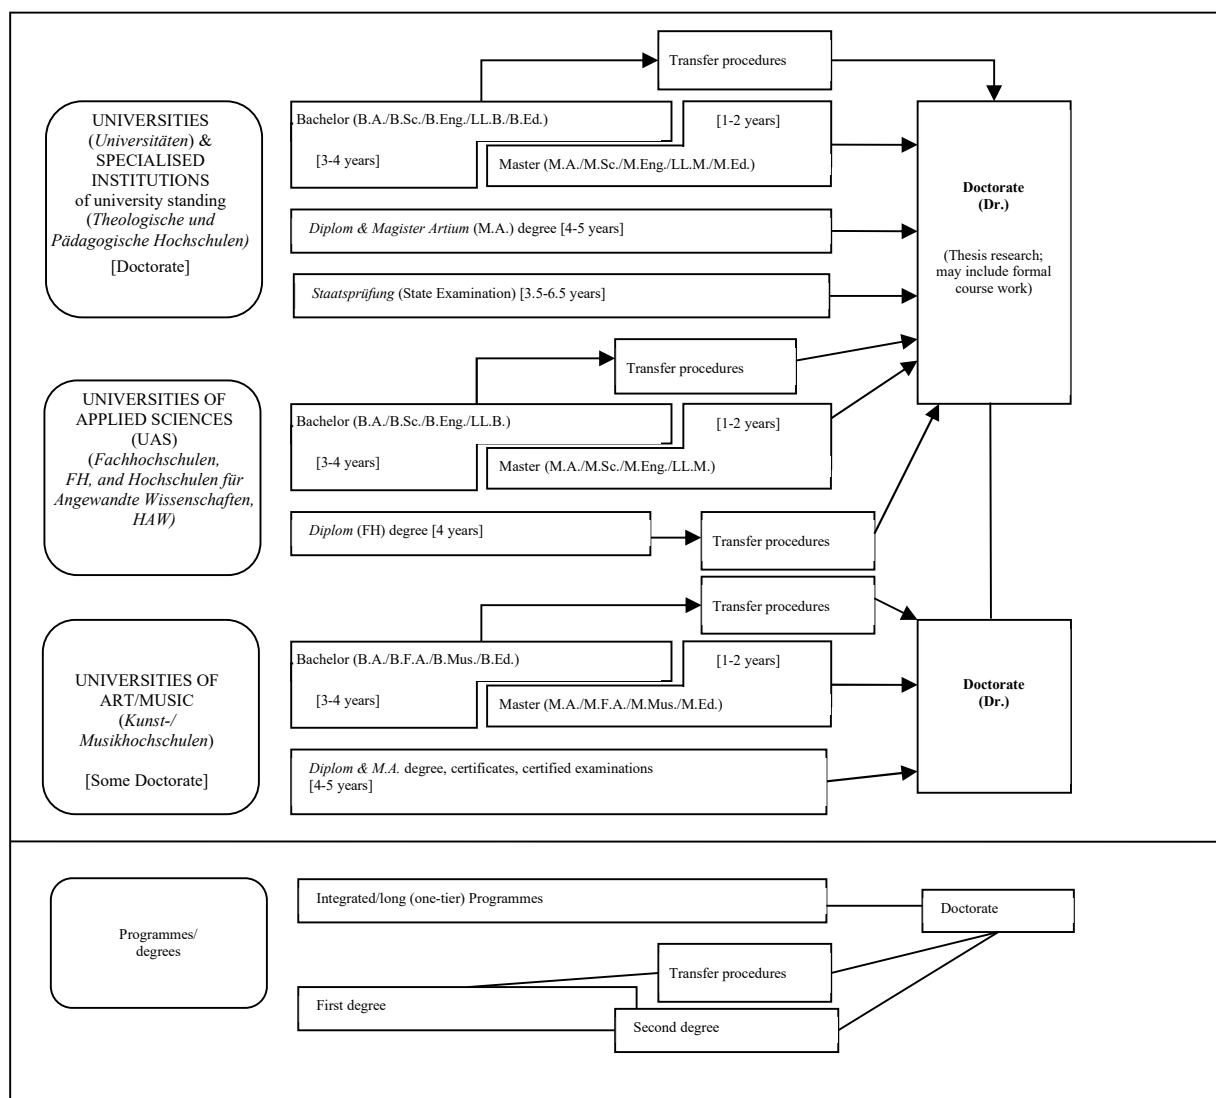 Transfer procedures
UNIVERSITIES
(Universitäten) &
SPECIALISED
INSTITUTIONS
of university standing
(Theologische und
Pädagogische Hochschulen)
[Doctorate]
Bachelor (B.A./B.Sc./B.Eng./LL.B./B.Ed.)
[3-4 years]
[1-2 years]
Master (M.A./M.Sc./M.Eng./LL.M./M.Ed.)
Diplom & Magister Artium (M.A.) degree [4-5 years]
Staatsprüfung (State Examination) [3.5-6.5 years]
Doctorate
(Dr.)
(Thesis research;
may include formal
course work)
UNIVERSITIES OF
APPLIED SCIENCES
(UAS)
(Fachhochschulen,
FH, and Hochschulen für
Angewandte Wissenschaften,
HAW)
Transfer procedures
Bachelor (B.A./B.Sc./B.Eng./LL.B.)
[3-4 years]
[1-2 years]
Master (M.A./M.Sc./M.Eng./LL.M.)
Diplom (FH) degree [4 years]
Transfer procedures
Transfer procedures
UNIVERSITIES OF
ART/MUSIC
(Kunst-/
Musikhochschulen)
[Some Doctorate]
Bachelor (B.A./B.F.A./B.Mus./B.Ed.)
[3-4 years]
[1-2 years]
Master (M.A./M.F.A./M.Mus./M.Ed.)
Diplom & M.A. degree, certificates, certified examinations
[4-5 years]
Doctorate
(Dr.)
Programmes/
degrees
Integrated/long (one-tier) Programmes
Doctorate
Transfer procedures
First degree
Second degree